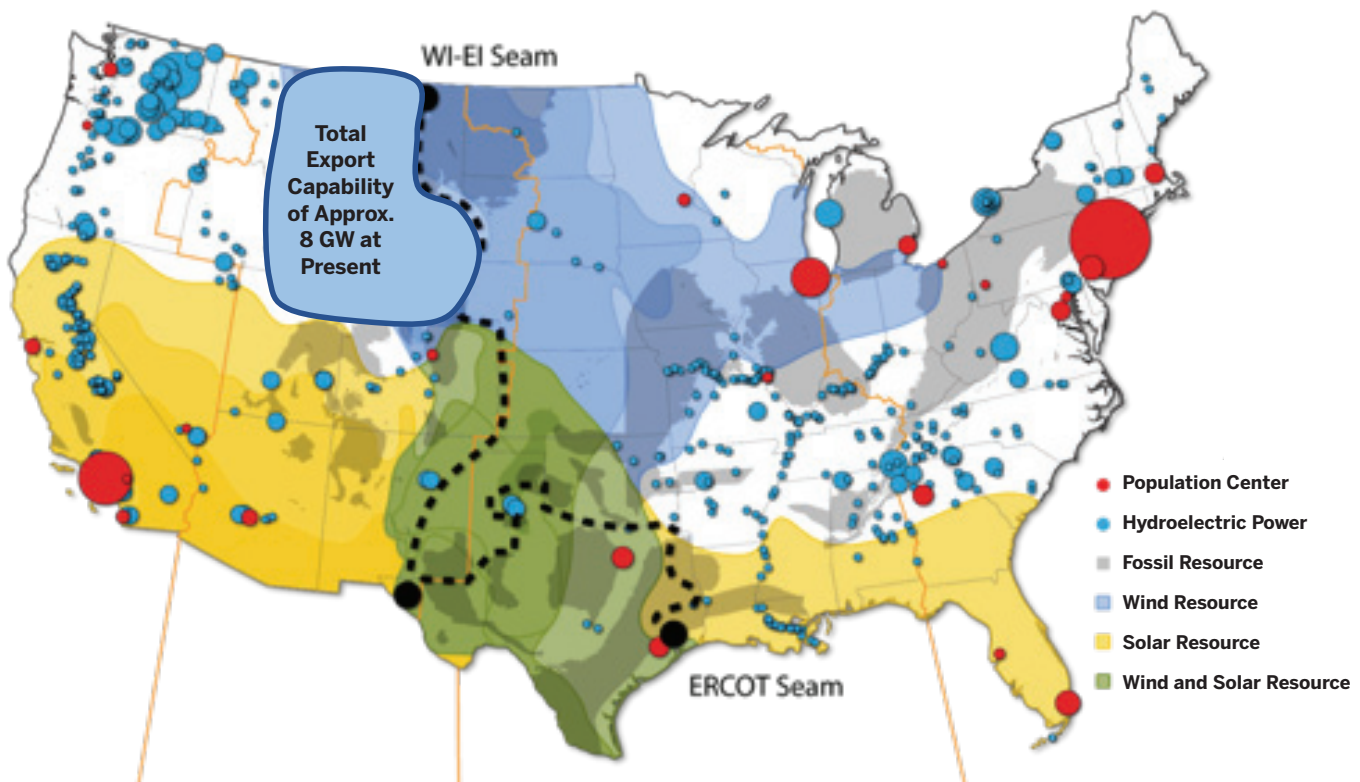 WI-EI Seam
Total
Export
Capability
of Approx.
8 GW at
Present
Population Center
Hydroelectric Power
Fossil Resource
Wind Resource
Solar Resource
Wind and Solar Resource
ERCOT Seam